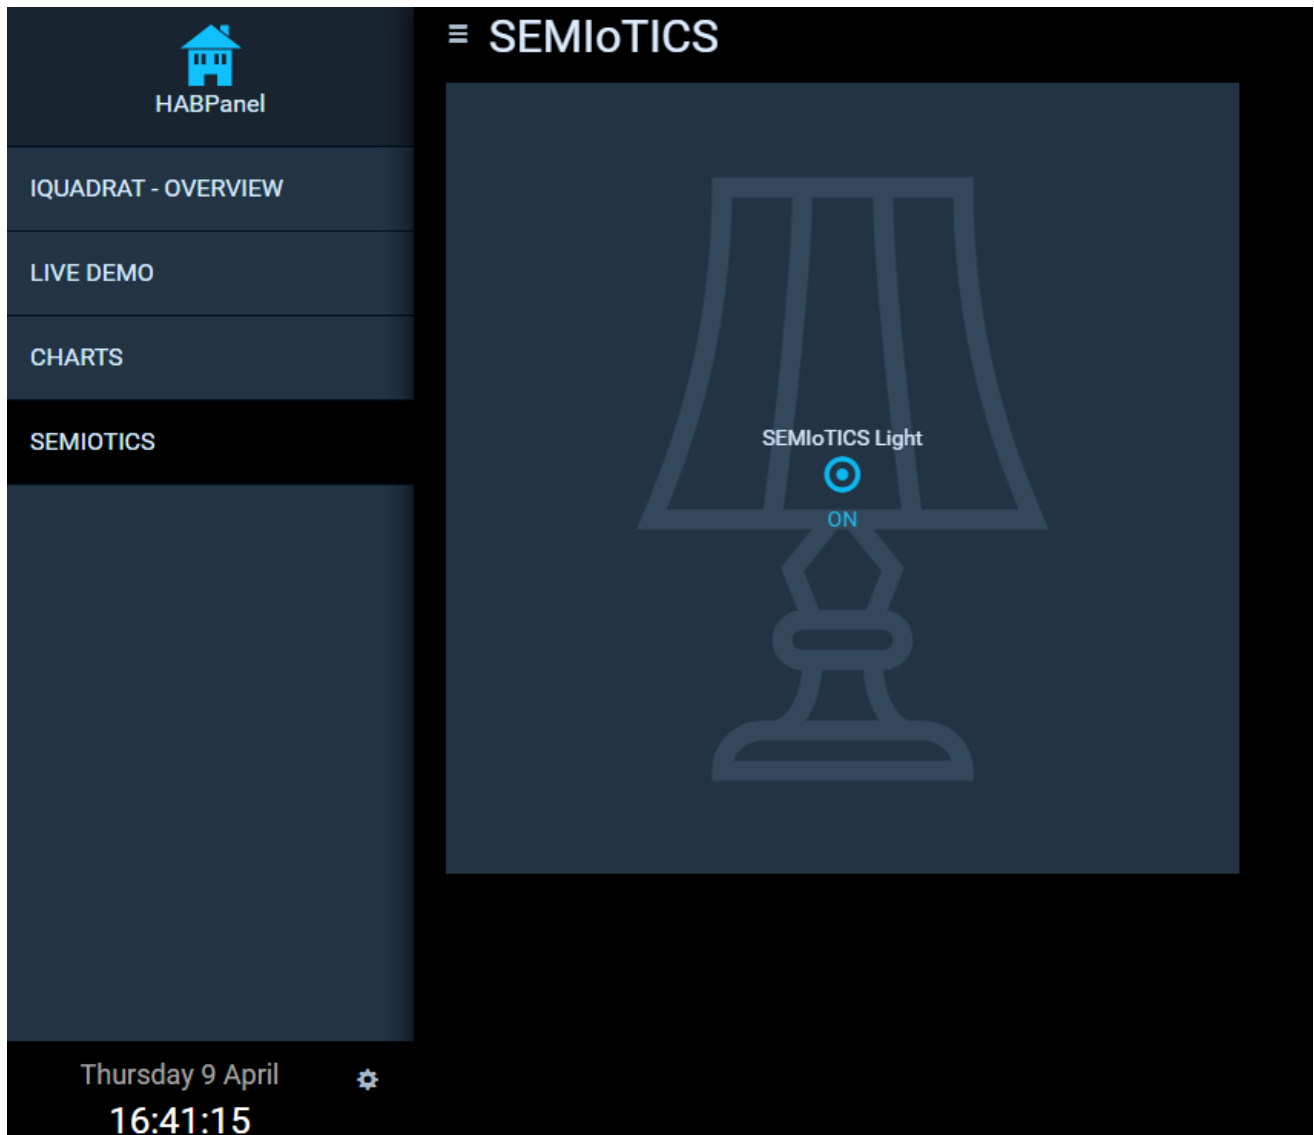 HABPanel
IQUADRAT - OVERVIEW
LIVE DEMO
CHARTS
SEMIOTICS
Thursday 9 April
16:41:15
SEMIoTICS
SEMIoTICS Light
ON